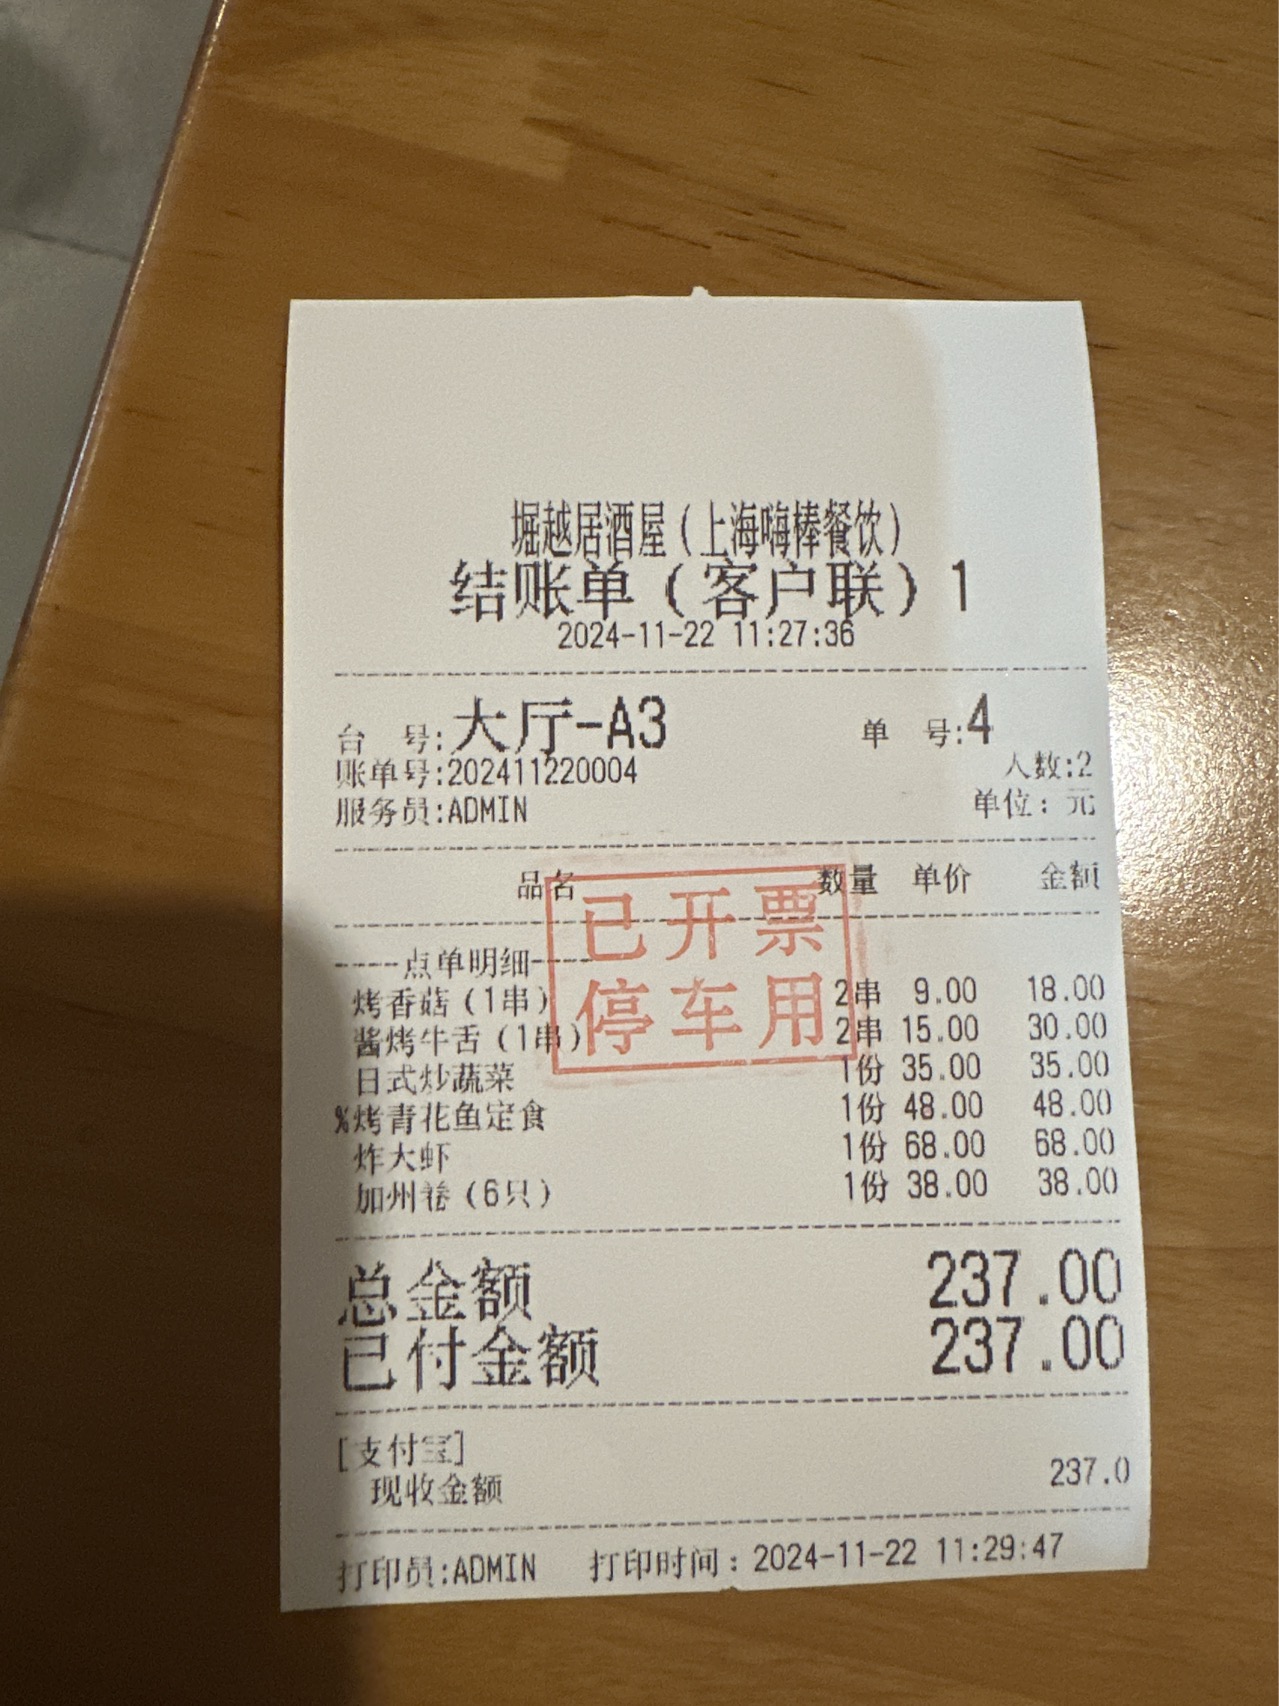 堀越居酒屋（上海嗨棒餐饮）
结账单（客户联）1
2024-11-22 11:27:36
台 号:大厅-A3 单 号:4
账单号:202411220004 人数:2
服务员:ADMIN 单位：元
品名 数量 单价 金额
已开票
停车用
----点单明细----
烤香菇（1串） 2串 9.00 18.00
酱烤牛舌（1串） 2串 15.00 30.00
日式炒蔬菜 1份 35.00 35.00
%烤青花鱼定食 1份 48.00 48.00
炸大虾 1份 68.00 68.00
加州卷（6只） 1份 38.00 38.00
总金额 237.00
已付金额 237.00
[支付宝]
现收金额 237.0
打印员:ADMIN 打印时间：2024-11-22 11:29:47